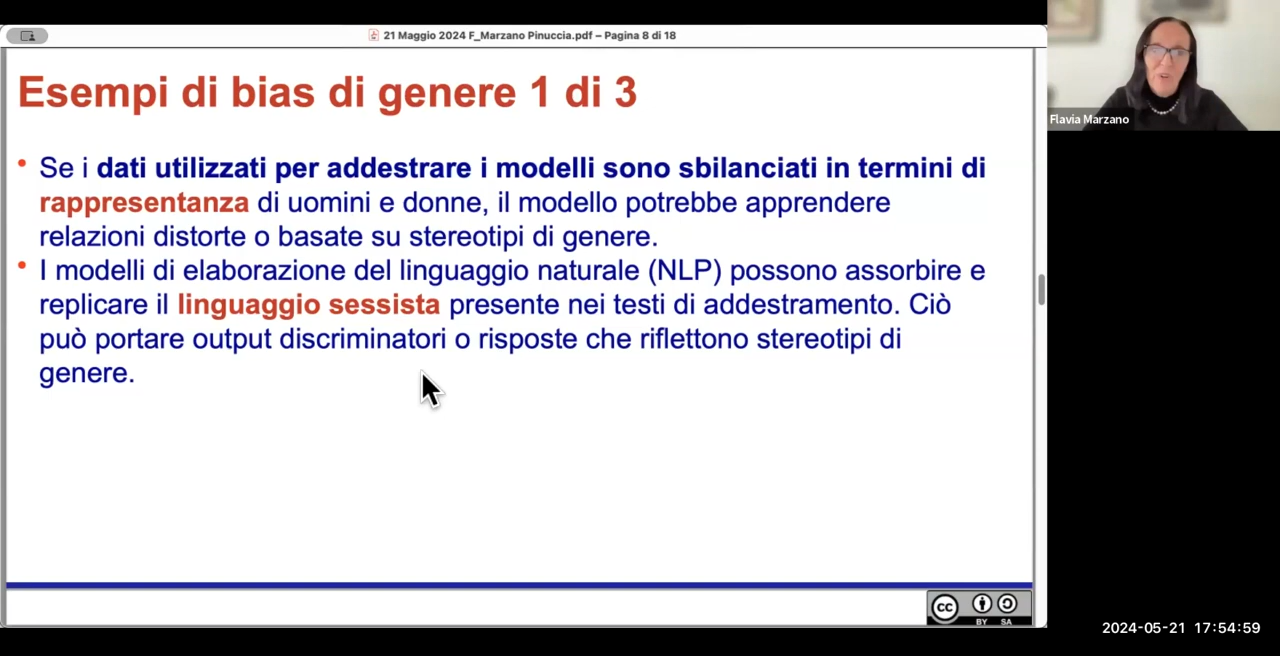 21 Maggio 2024 F_Marzano Pinuccia.pdf – Pagina 8 di 18
Flavia Marzano
Esempi di bias di genere 1 di 3
• Se i dati utilizzati per addestrare i modelli sono sbilanciati in termini di
rappresentanza di uomini e donne, il modello potrebbe apprendere
relazioni distorte o basate su stereotipi di genere.
• I modelli di elaborazione del linguaggio naturale (NLP) possono assorbire e
replicare il linguaggio sessista presente nei testi di addestramento. Ciò
può portare output discriminatori o risposte che riflettono stereotipi di
genere.
cc
BY SA
2024-05-21 17:54:59